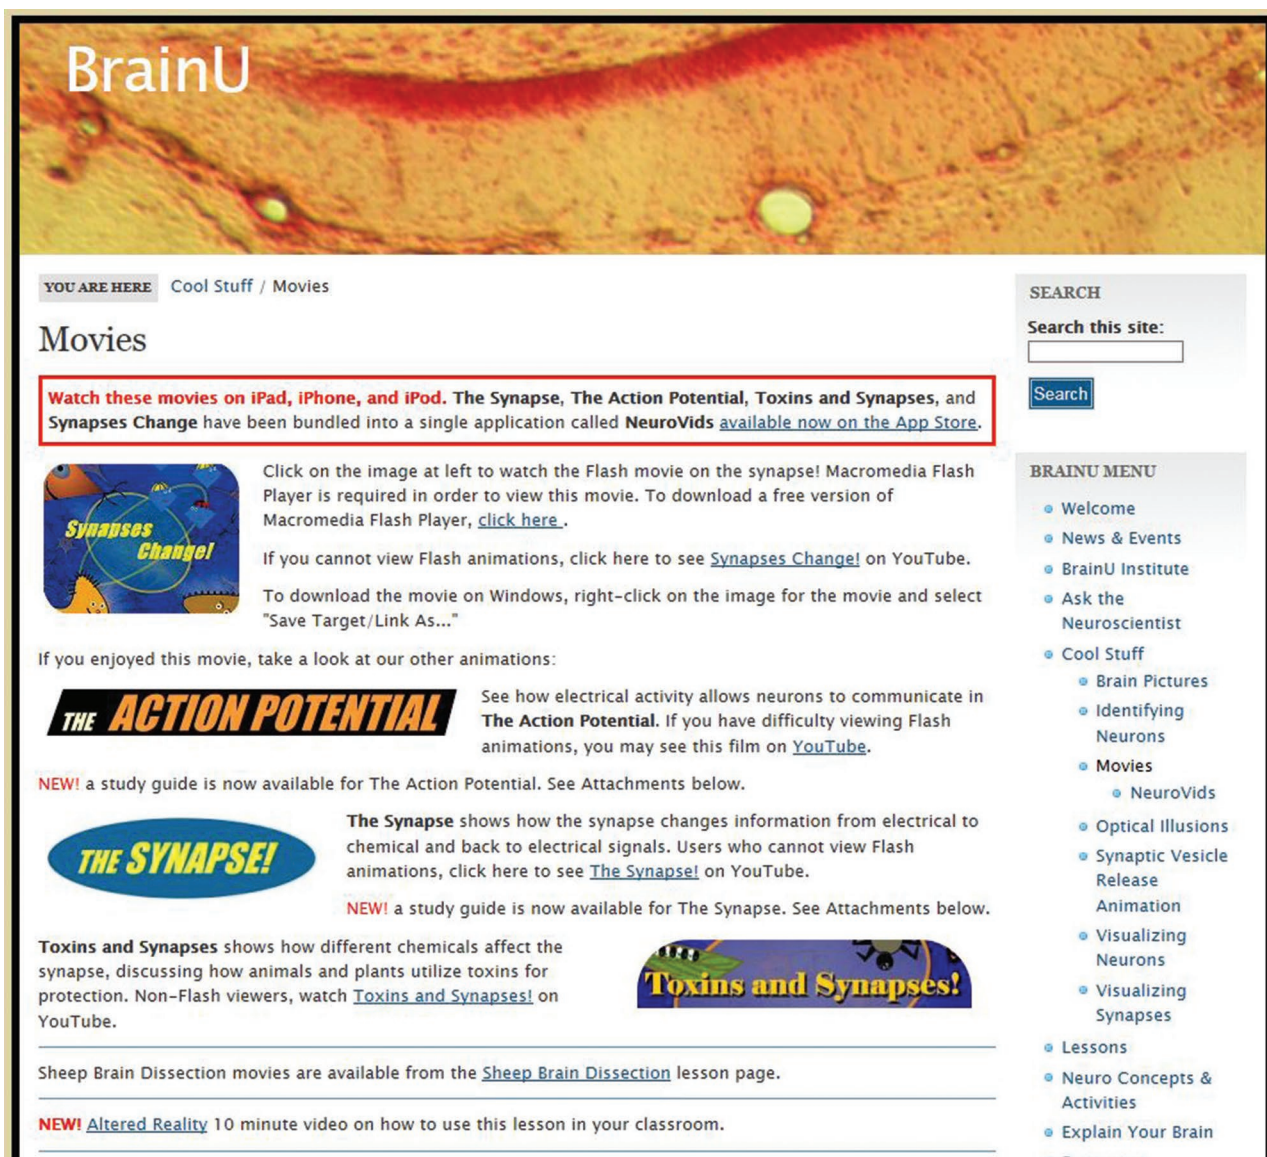 BrainU
YOU ARE HERE Cool Stuff / Movies
Movies
Watch these movies on iPad, iPhone, and iPod. The Synapse, The Action Potential, Toxins and Synapses, and
Synapses Change have been bundled into a single application called NeuroVids available now on the App Store.
Synapses
Change!
Click on the image at left to watch the Flash movie on the synapse! Macromedia Flash
Player is required in order to view this movie. To download a free version of
Macromedia Flash Player, click here .
If you cannot view Flash animations, click here to see Synapses Change! on YouTube.
To download the movie on Windows, right-click on the image for the movie and select
"Save Target/Link As..."
If you enjoyed this movie, take a look at our other animations:
THE ACTION POTENTIAL
See how electrical activity allows neurons to communicate in
The Action Potential. If you have difficulty viewing Flash
animations, you may see this film on YouTube.
NEW! a study guide is now available for The Action Potential. See Attachments below.
THE SYNAPSE!
The Synapse shows how the synapse changes information from electrical to
chemical and back to electrical signals. Users who cannot view Flash
animations, click here to see The Synapse! on YouTube.
NEW! a study guide is now available for The Synapse. See Attachments below.
Toxins and Synapses shows how different chemicals affect the
synapse, discussing how animals and plants utilize toxins for
protection. Non-Flash viewers, watch Toxins and Synapses! on
YouTube.
Toxins and Synapses!
Sheep Brain Dissection movies are available from the Sheep Brain Dissection lesson page.
NEW! Altered Reality 10 minute video on how to use this lesson in your classroom.
SEARCH
Search this site:
Search
BRAINU MENU
Welcome
News & Events
BrainU Institute
Ask the
Neuroscientist
Cool Stuff
Brain Pictures
Identifying
Neurons
Movies
NeuroVids
Optical Illusions
Synaptic Vesicle
Release
Animation
Visualizing
Neurons
Visualizing
Synapses
Lessons
Neuro Concepts &
Activities
Explain Your Brain